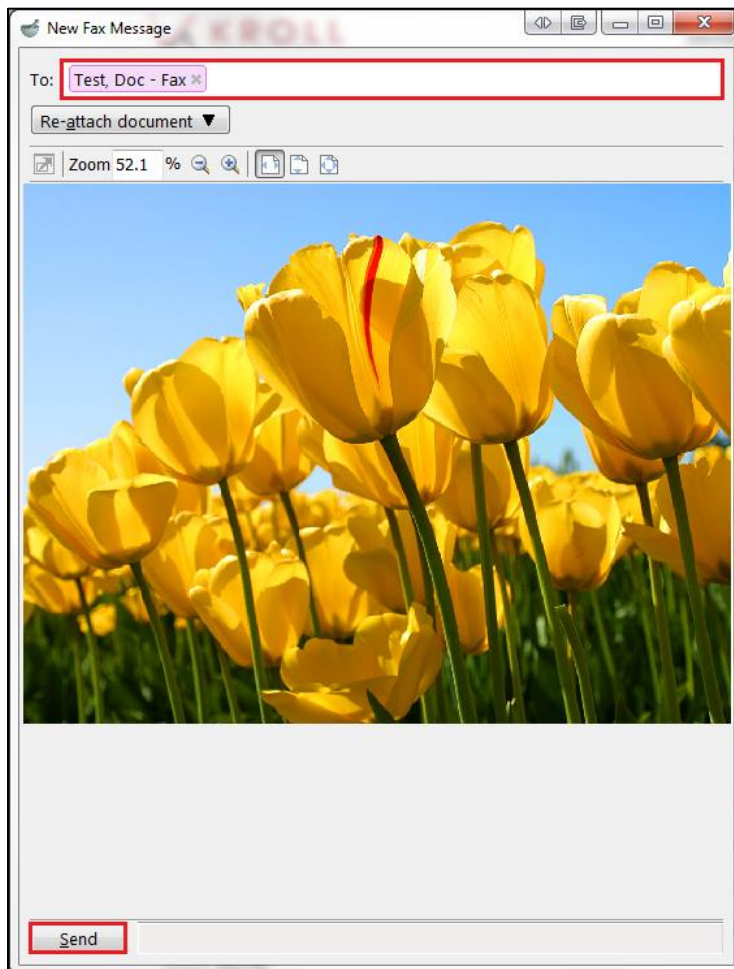 New Fax Message
KROLL
To: Test, Doc - Fax
Re-attach document
Zoom 52.1 %
Send